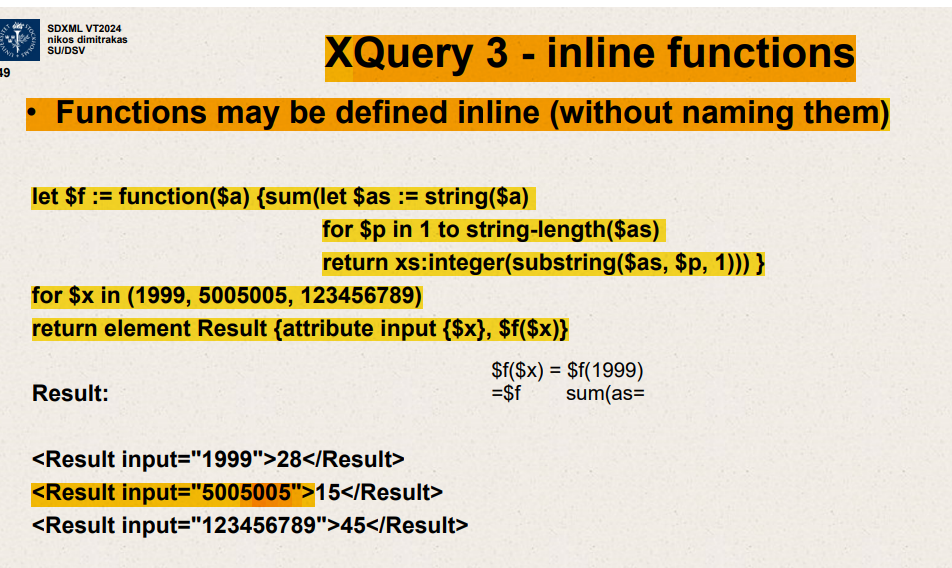 SDXML VT2024
nikos dimitrakas
SU/DSV
49
XQuery 3 - inline functions
• Functions may be defined inline (without naming them)
let $f := function($a) {sum(let $as := string($a)
for $p in 1 to string-length($as)
return xs:integer(substring($as, $p, 1))) }
for $x in (1999, 5005005, 123456789)
return element Result {attribute input {$x}, $f($x)}
$f($x) = $f(1999)
=$f sum(as=
Result:
<Result input="1999">28</Result>
<Result input="5005005">15</Result>
<Result input="123456789">45</Result>